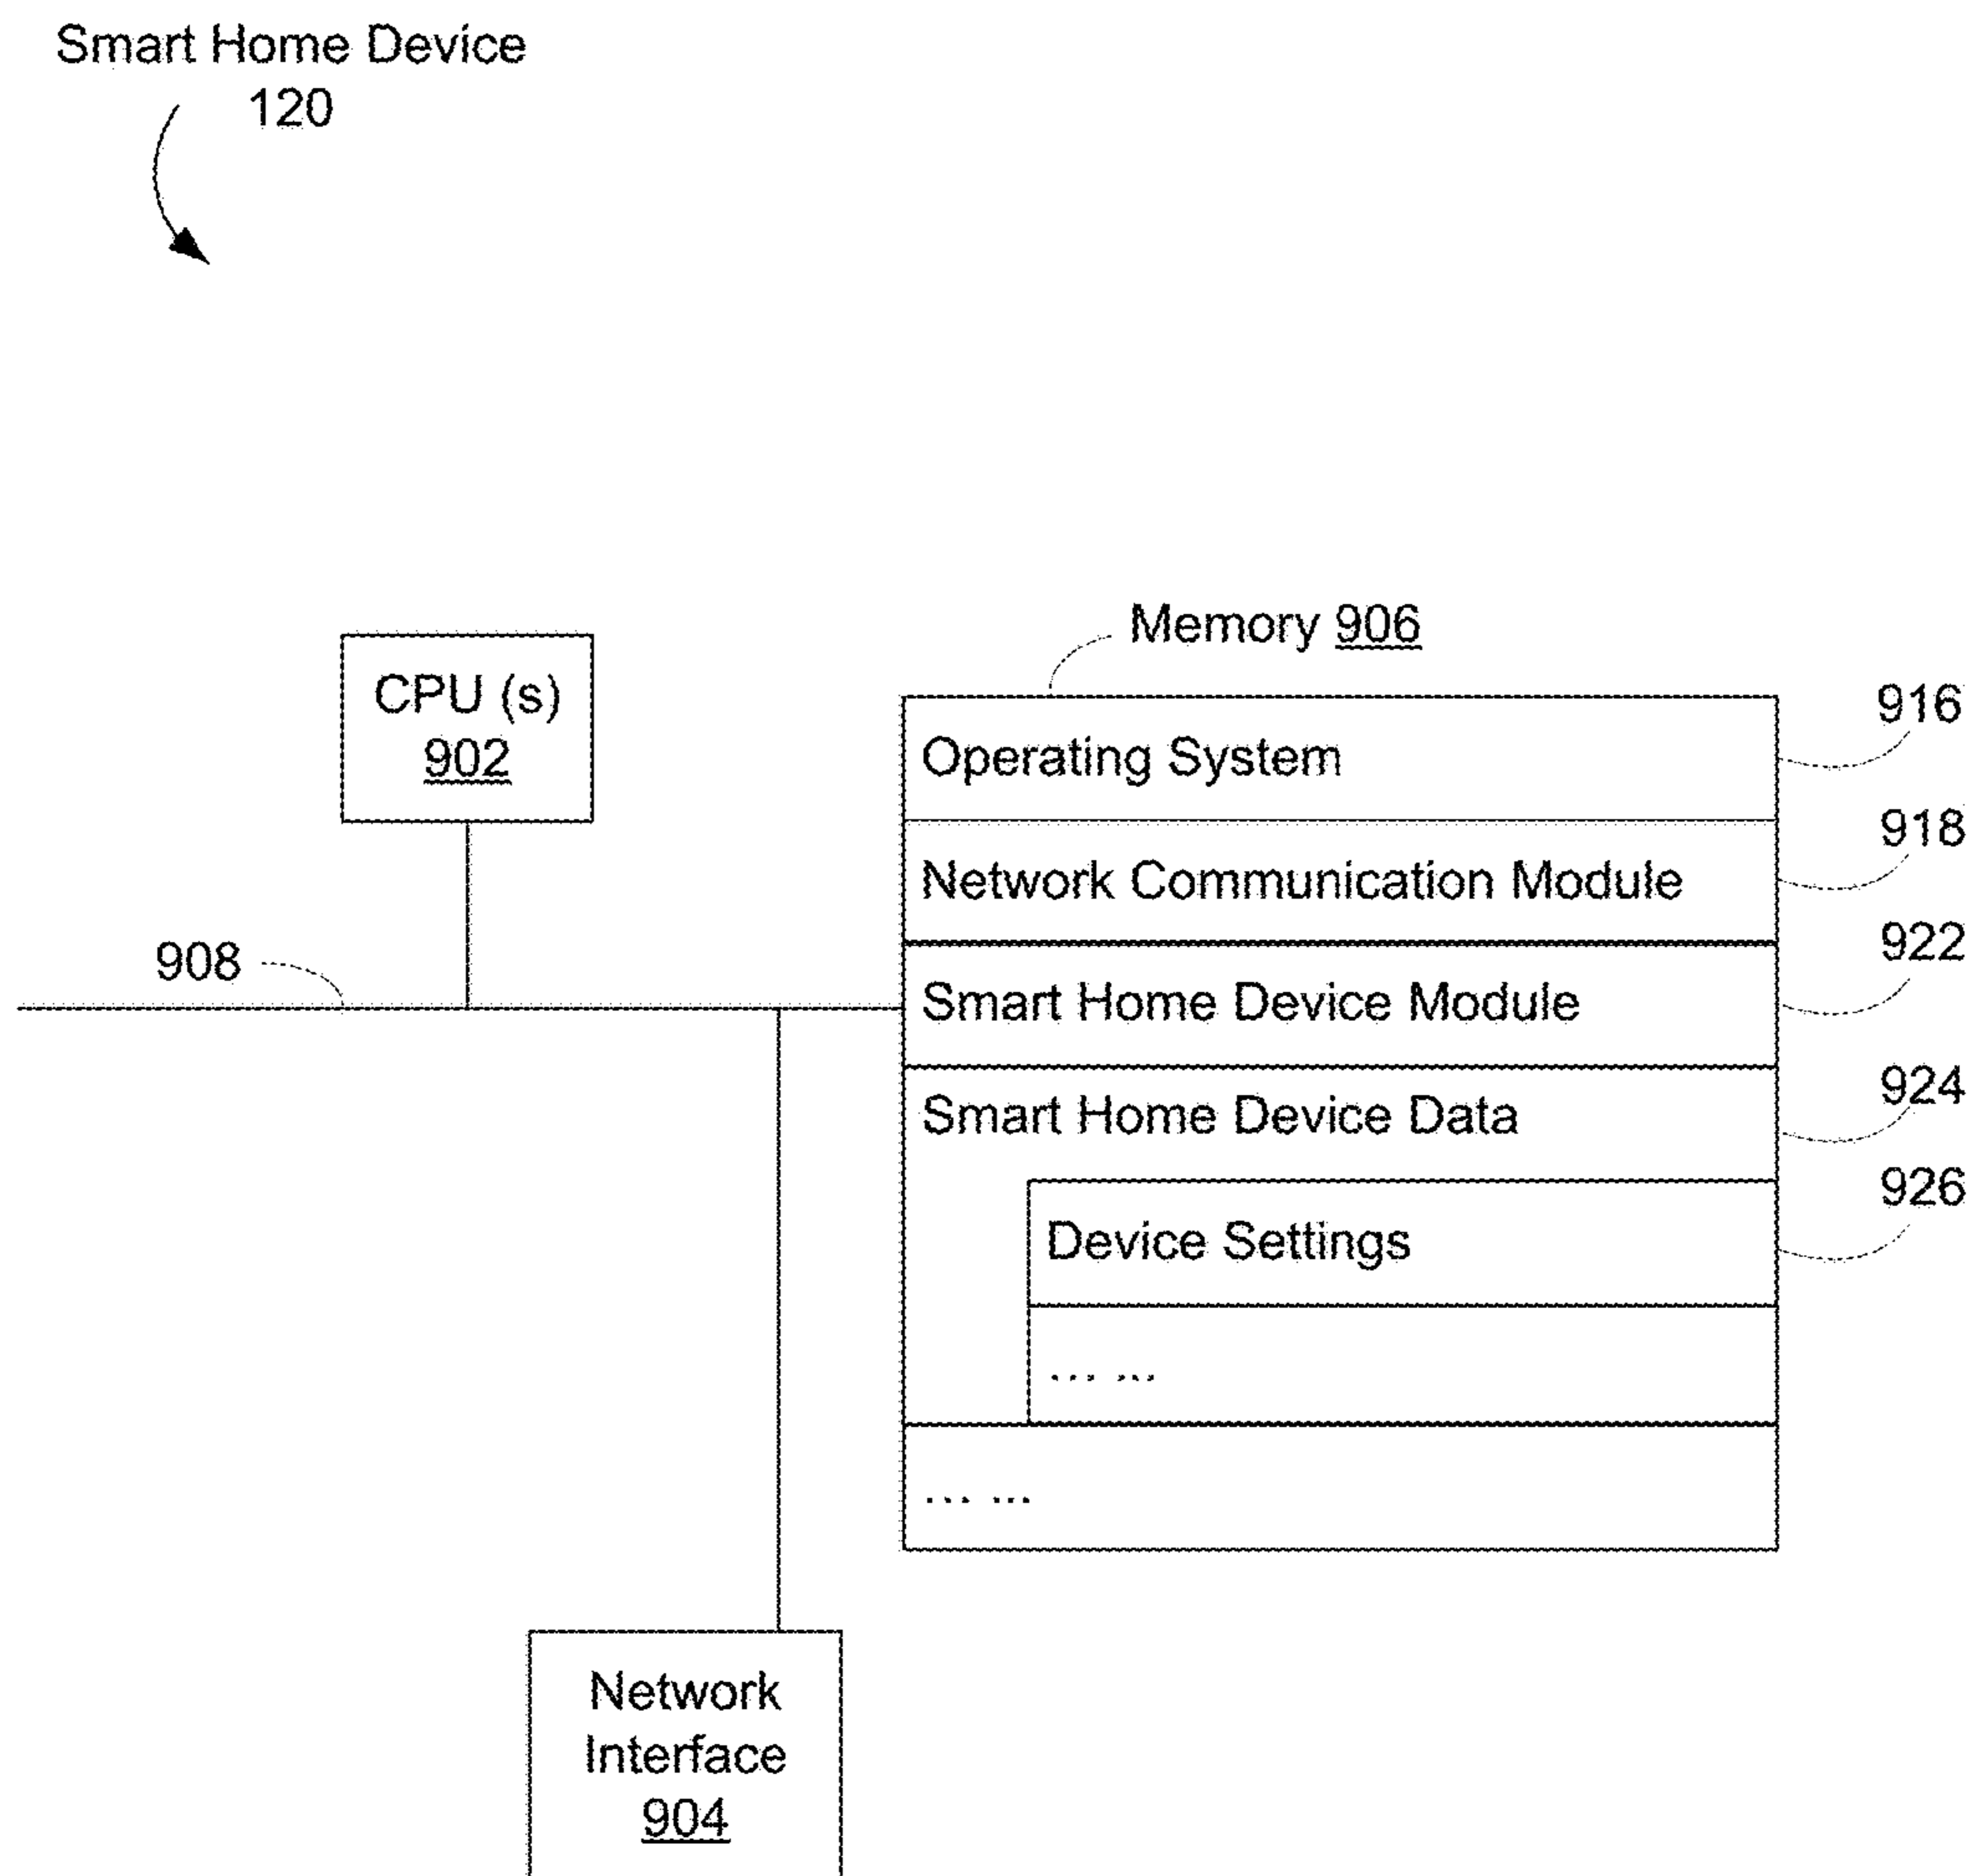 Smart Home Device
120
Memory 906
CPU (s)
902
916
Operating System
918
Network Communication Module
908
922
Smart Home Device Module
924
Smart Home Device Data
926
Device Settings
... ...
... ...
Network
Interface
904